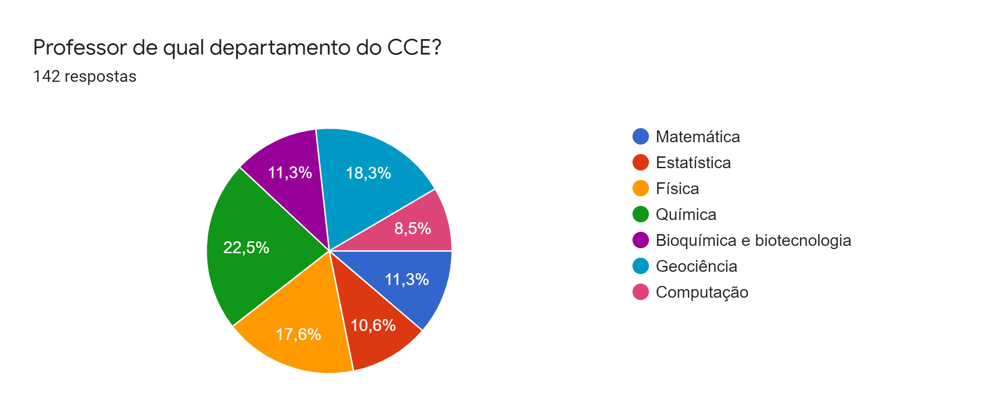 Professor de qual departamento do CCE?
142 respostas
11,3%
18,3%
8,5%
22,5%
11,3%
10,6%
17,6%
Matemática
Estatística
Física
Química
Bioquímica e biotecnologia
Geociência
Computação